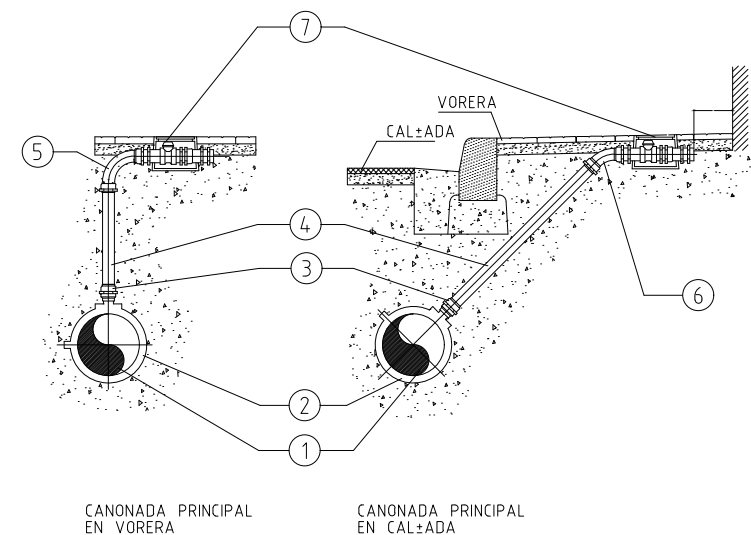 7
VORERA
CAL±ADA
5
4
3
6
2
1
CANONADA PRINCIPAL
EN VORERA
CANONADA PRINCIPAL
EN CAL±ADA